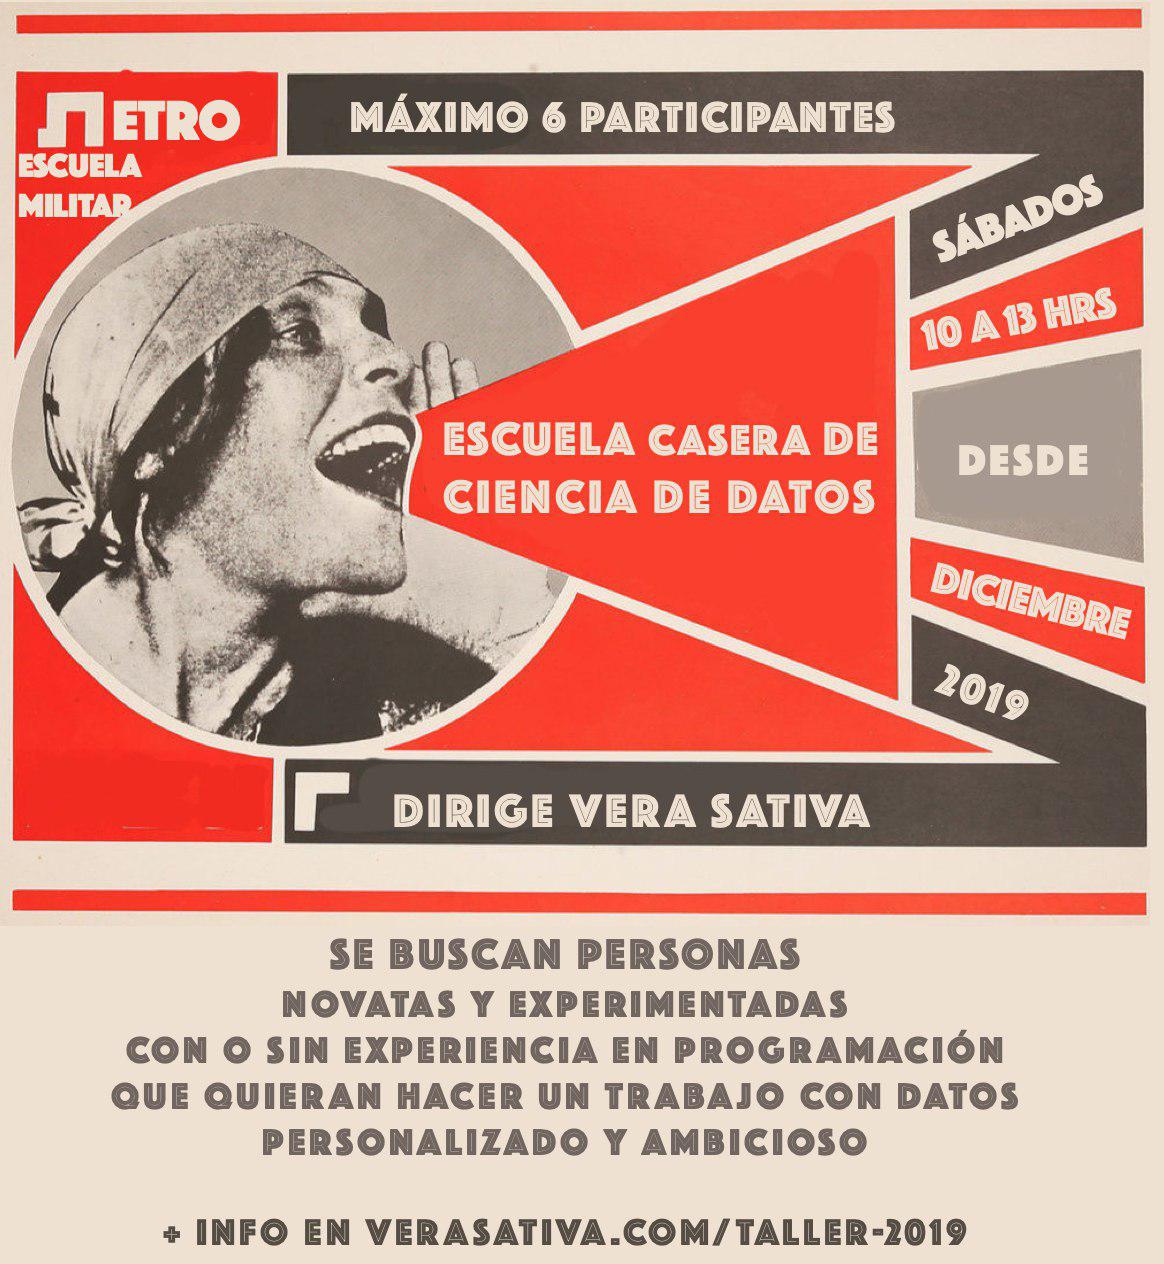 ЛETRO
ESCUELA
MILITAR
MÁXIMO 6 PARTICIPANTES
SÁBADOS
10 A 13 HRS
DESDE
DICIEMBRE
2019
ESCUELA CASERA DE
CIENCIA DE DATOS
DIRIGE VERA SATIVA
SE BUSCAN PERSONAS
NOVATAS Y EXPERIMENTADAS
CON O SIN EXPERIENCIA EN PROGRAMACIÓN
QUE QUIERAN HACER UN TRABAJO CON DATOS
PERSONALIZADO Y AMBICIOSO
+ INFO EN VERASATIVA.COM/TALLER-2019